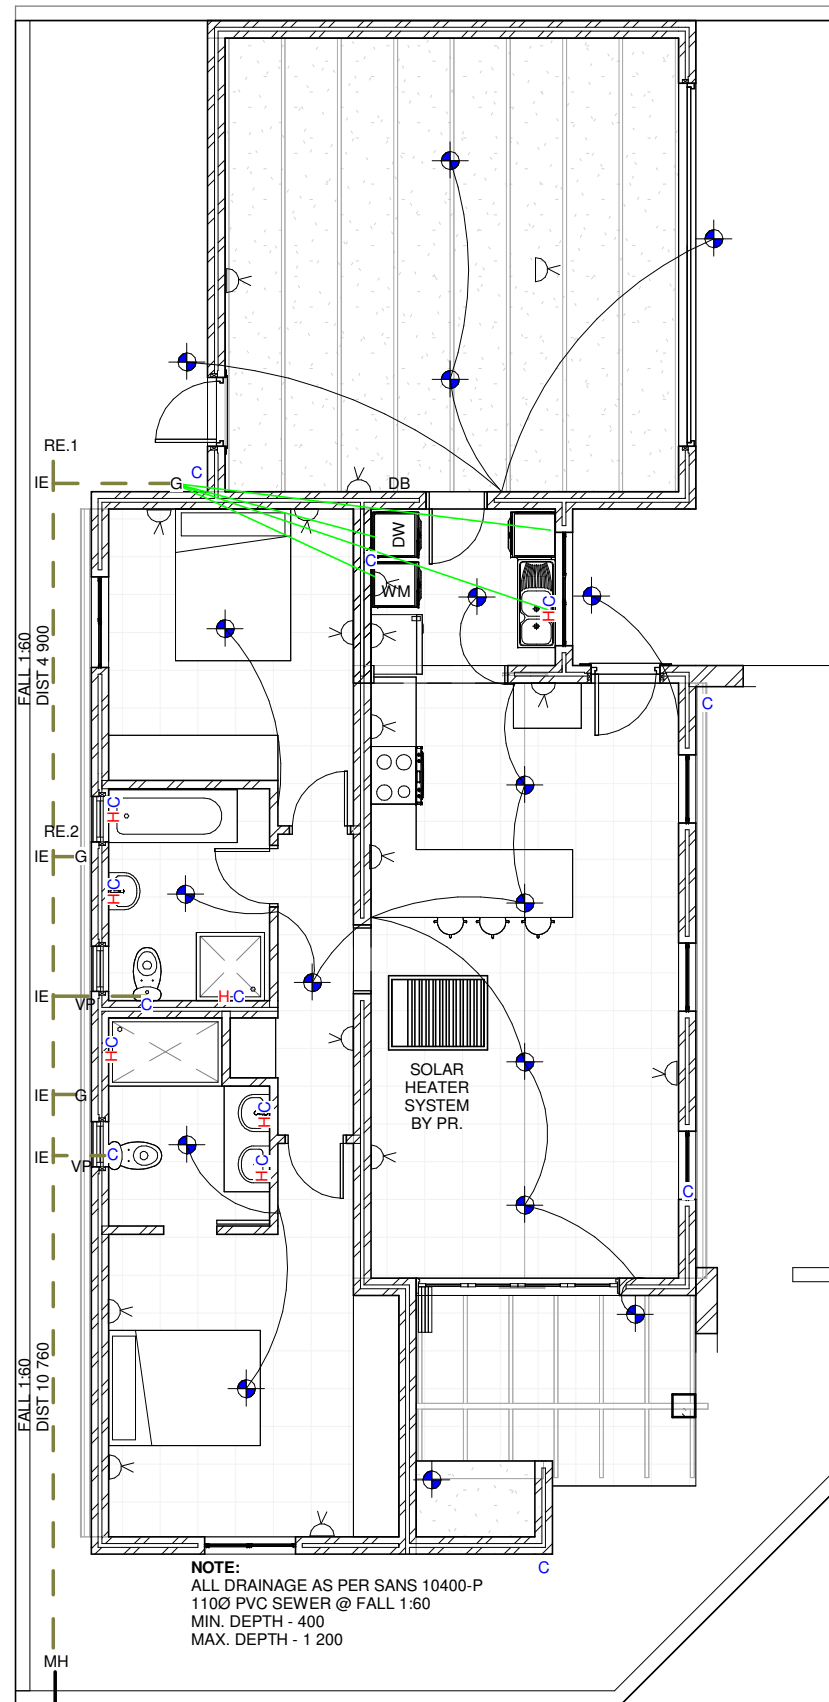 RE.1
IE
G
C
DB
DW
C
WM
C
H
FALL 1:60
DIST 4 900
C
C
H
RE.2
IE
G
C
H
IE
VP
C
H
C
C
H
IE
G
C
H
IE
VP
C
C
H
SOLAR
HEATER
SYSTEM
BY PR.
C
FALL 1:60
DIST 10 760
NOTE:
ALL DRAINAGE AS PER SANS 10400-P
110Ø PVC SEWER @ FALL 1:60
MIN. DEPTH - 400
MAX. DEPTH - 1 200
C
MH